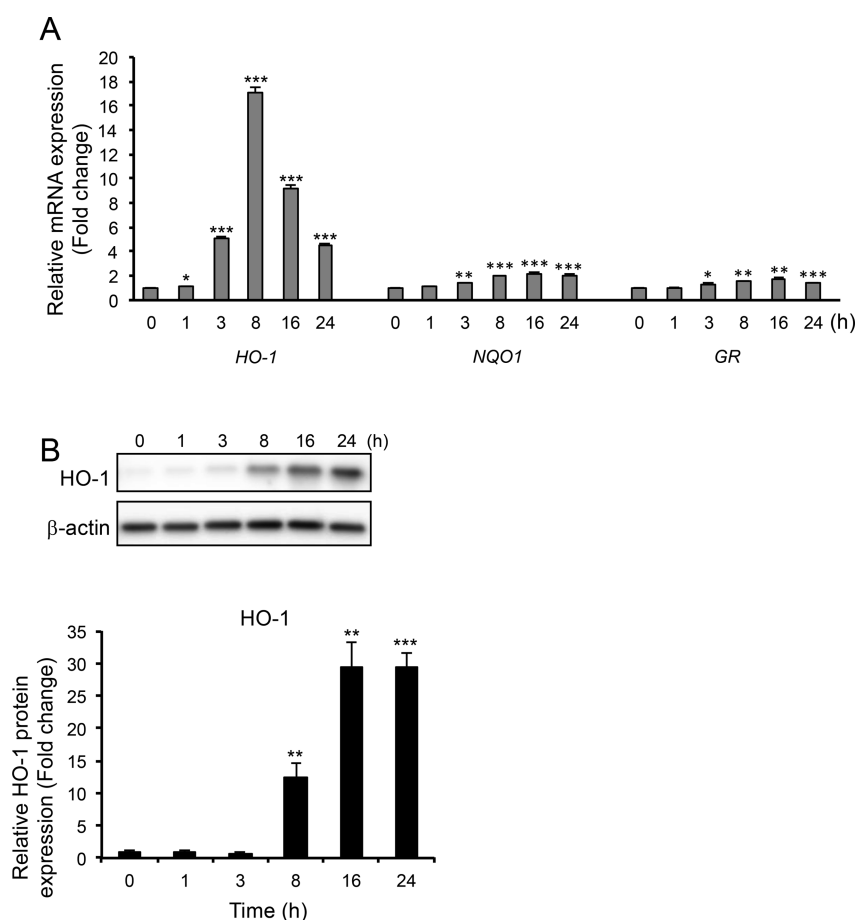 A
Relative mRNA expression
(Fold change)
20
18
16
14
12
10
8
6
4
2
0
* *** *** *** *** ** *** *** *** * ** ** ***
0 1 3 8 16 24 0 1 3 8 16 24 0 1 3 8 16 24 (h)
HO-1 NQO1 GR
B
0 1 3 8 16 24 (h)
HO-1
β-actin
HO-1
Relative HO-1 protein
expression (Fold change)
35
30
25
20
15
10
5
0
** ** ***
0 1 3 8 16 24
Time (h)